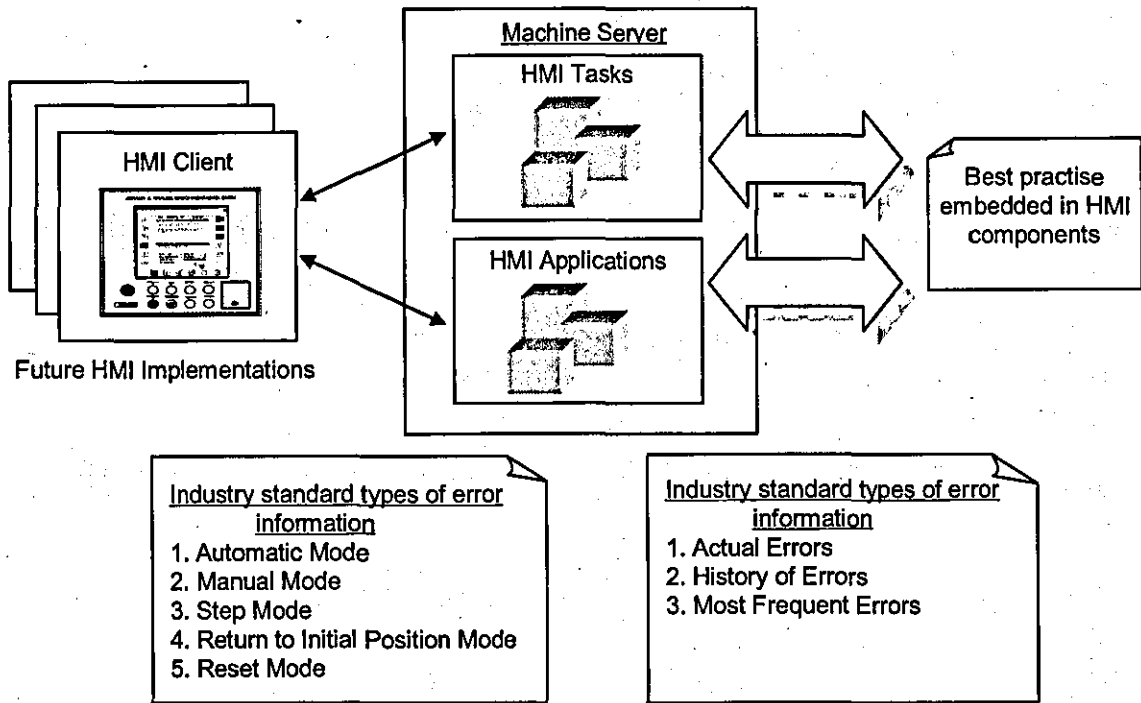 Machine Server
HMI Tasks
HMI Client
HMI Applications
Future HMI Implementations
Best practise
embedded in HMI
components
Industry standard types of error
information
1. Automatic Mode
2. Manual Mode
3. Step Mode
4. Return to Initial Position Mode
5. Reset Mode
Industry standard types of error
information
1. Actual Errors
2. History of Errors
3. Most Frequent Errors